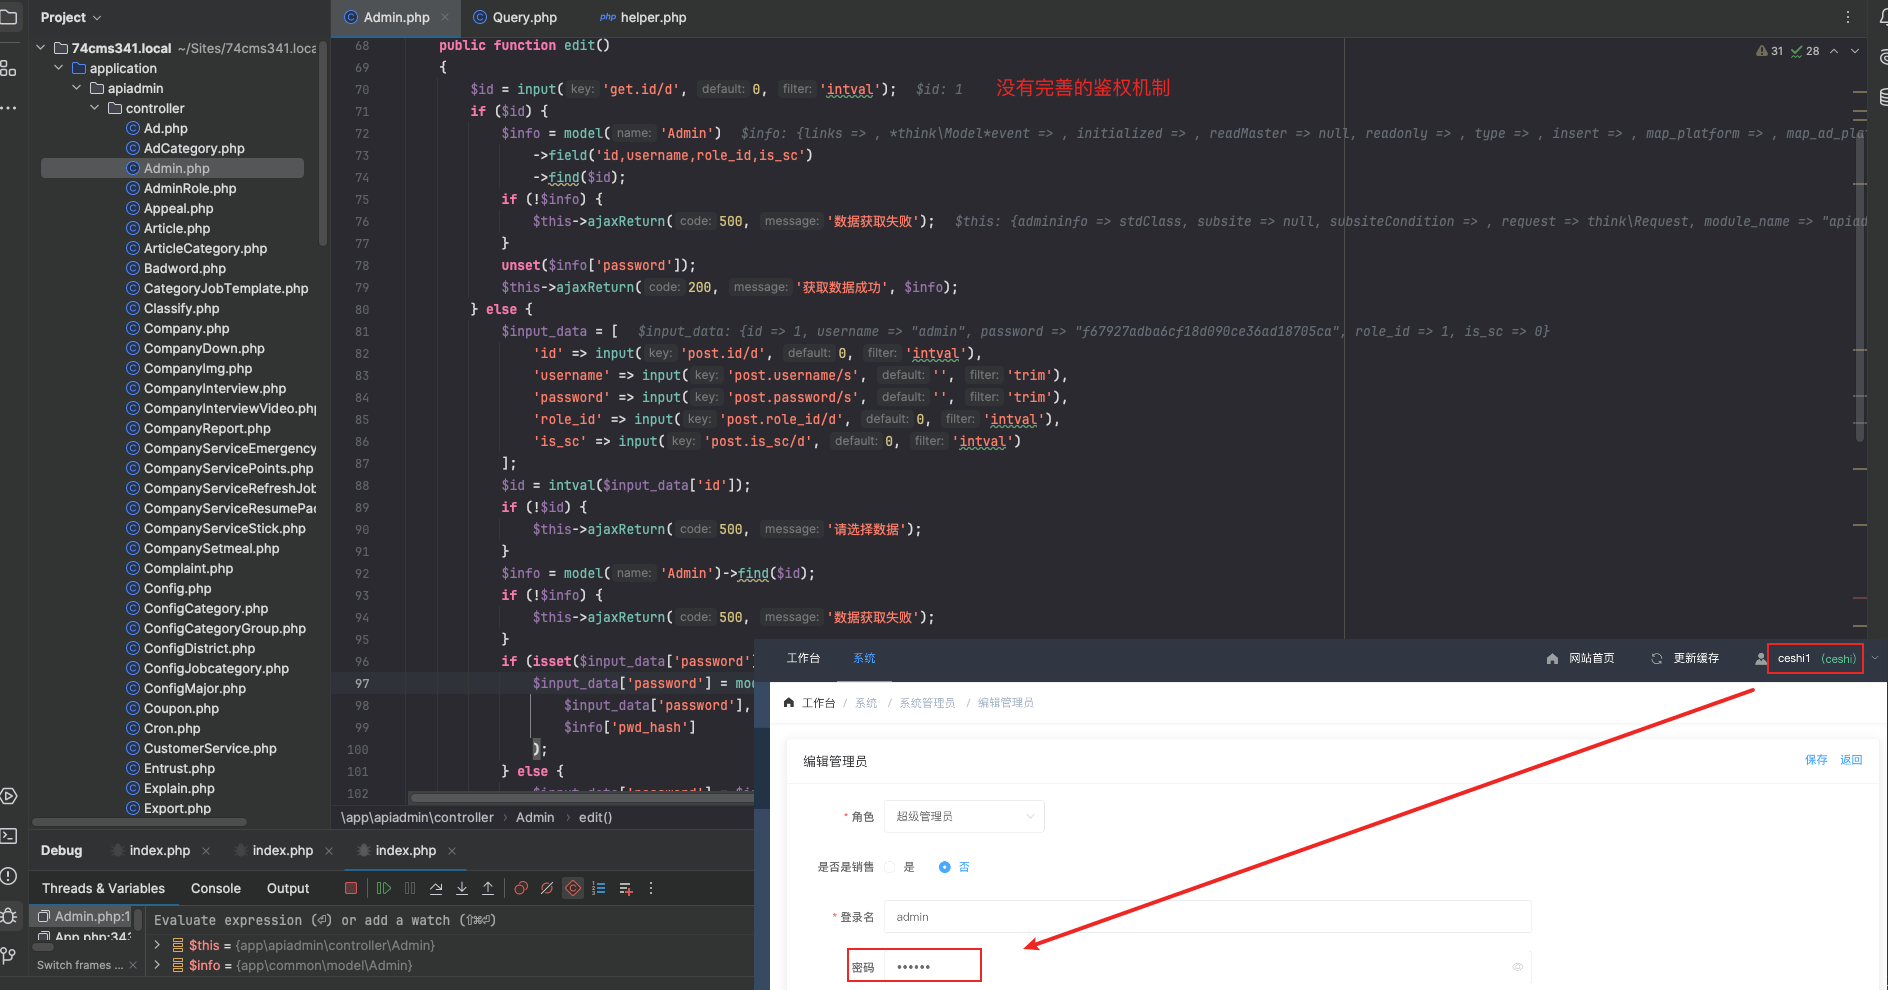 Project
Admin.php
Query.php
php helper.php
74cms341.local ~/Sites/74cms341.loca
application
apiadmin
controller
Ad.php
AdCategory.php
Admin.php
AdminRole.php
Appeal.php
Article.php
ArticleCategory.php
Badword.php
CategoryJobTemplate.php
Classify.php
Company.php
CompanyDown.php
CompanyImg.php
CompanyInterview.php
CompanyInterviewVideo.php
CompanyReport.php
CompanyServiceEmergency
CompanyServicePoints.php
CompanyServiceRefreshJob
CompanyServiceResumePac
CompanyServiceStick.php
CompanySetmeal.php
Complaint.php
Config.php
ConfigCategory.php
ConfigCategoryGroup.php
ConfigDistrict.php
ConfigJobcategory.php
ConfigMajor.php
Coupon.php
Cron.php
CustomerService.php
Entrust.php
Explain.php
Export.php
31 28
68 public function edit()
69 {
70 $id = input( key: 'get.id/d', default: 0, filter: 'intval'); $id: 1 没有完善的鉴权机制
71 if ($id) {
72 $info = model( name: 'Admin') $info: {links => , *think\Model*event => , initialized => , readMaster => null, readonly => , type => , insert => , map_platform => , map_ad_pla
73 ->field('id,username,role_id,is_sc')
74 ->find($id);
75 if (!$info) {
76 $this->ajaxReturn( code: 500, message: '数据获取失败'); $this: {admininfo => stdClass, subsite => null, subsiteCondition => , request => think\Request, module_name => "apiad
77 }
78 unset($info['password']);
79 $this->ajaxReturn( code: 200, message: '获取数据成功', $info);
80 } else {
81 $input_data = [ $input_data: {id => 1, username => "admin", password => "f67927adba6cf18d090ce36ad18705ca", role_id => 1, is_sc => 0}
82 'id' => input( key: 'post.id/d', default: 0, filter: 'intval'),
83 'username' => input( key: 'post.username/s', default: '', filter: 'trim'),
84 'password' => input( key: 'post.password/s', default: '', filter: 'trim'),
85 'role_id' => input( key: 'post.role_id/d', default: 0, filter: 'intval'),
86 'is_sc' => input( key: 'post.is_sc/d', default: 0, filter: 'intval')
87 ];
88 $id = intval($input_data['id']);
89 if (!$id) {
90 $this->ajaxReturn( code: 500, message: '请选择数据');
91 }
92 $info = model( name: 'Admin')->find($id);
93 if (!$info) {
94 $this->ajaxReturn( code: 500, message: '数据获取失败');
95 }
96 if (isset($input_data['password']
97 $input_data['password'] = mod
98 $input_data['password'],
99 $info['pwd_hash']
100 );
101 } else {
102
\app\apiadmin\controller › Admin › edit()
工作台
系统
网站首页
更新缓存
ceshi1 (ceshi)
工作台 / 系统 / 系统管理员 / 编辑管理员
编辑管理员
保存 返回
* 角色 超级管理员
是否是销售 是 否
* 登录名 admin
密码 ••••••
Debug
index.php
index.php
index.php
Threads & Variables
Console
Output
Admin.php:1
App.php:343
Switch frames ...
Evaluate expression (⏎) or add a watch (⇧⌘⏎)
$this = {app\apiadmin\controller\Admin}
$info = {app\common\model\Admin}